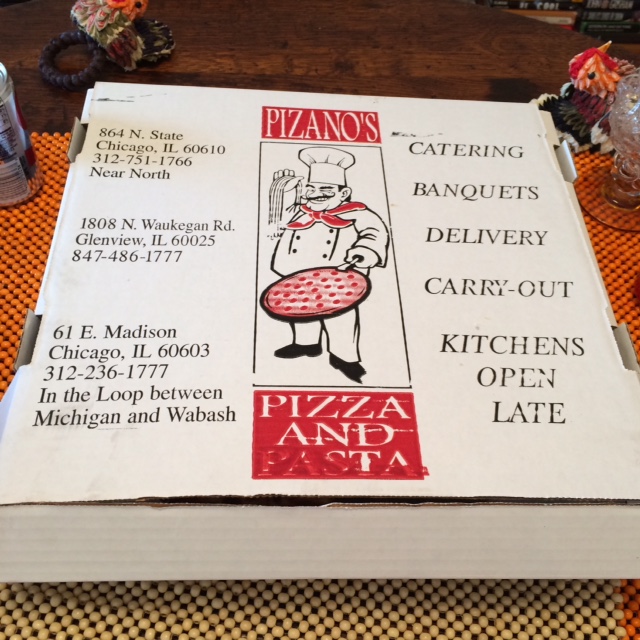 PIZANO'S
864 N. State
Chicago, IL 60610
312-751-1766
Near North
1808 N. Waukegan Rd.
Glenview, IL 60025
847-486-1777
61 E. Madison
Chicago, IL 60603
312-236-1777
In the Loop between
Michigan and Wabash
CATERING
BANQUETS
DELIVERY
CARRY-OUT
KITCHENS
OPEN
LATE
PIZZA
AND
PASTA